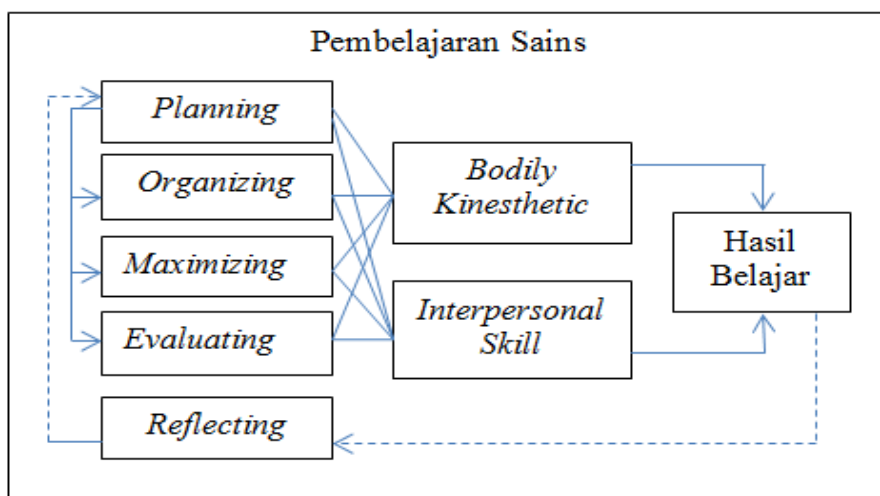 Pembelajaran Sains
Planning
Organizing
Maximizing
Evaluating
Reflecting
Bodily
Kinesthetic
Interpersonal
Skill
Hasil
Belajar